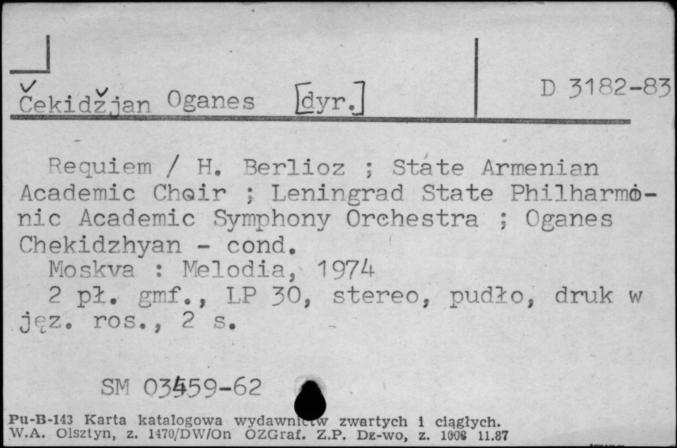 Čekidžjan Oganes [dyr.] D 3182-83
Requiem / H. Berlioz ; State Armenian
Academic Choir ; Leningrad State Philharmo-
nic Academic Symphony Orchestra ; Oganes
Chekidzhyan - cond.
Moskva : Melodia, 1974
2 pł. gmf., LP 30, stereo, pudło, druk w
jęz. ros., 2 s.
SM 03459-62
Pu-B-143 Karta katalogowa wydawnictw zwartych i ciągłych.
W.A. Olsztyn, z. 1470/DW/On OZGraf. Z.P. Dz-wo, z. 1008 11.87